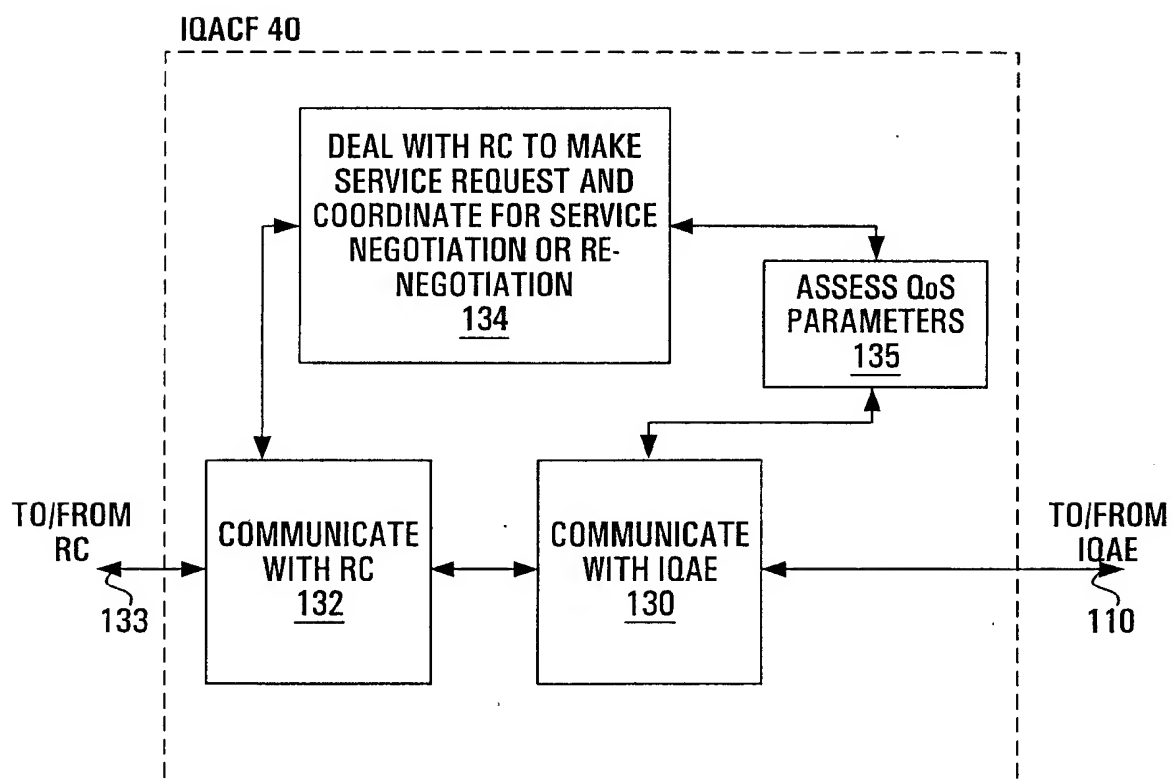 IQACF 40
DEAL WITH RC TO MAKE
SERVICE REQUEST AND
COORDINATE FOR SERVICE
NEGOTIATION OR RE-
NEGOTIATION
134
ASSESS QoS
PARAMETERS
135
TO/FROM
RC
133
COMMUNICATE
WITH RC
132
COMMUNICATE
WITH IQAE
130
TO/FROM
IQAE
110